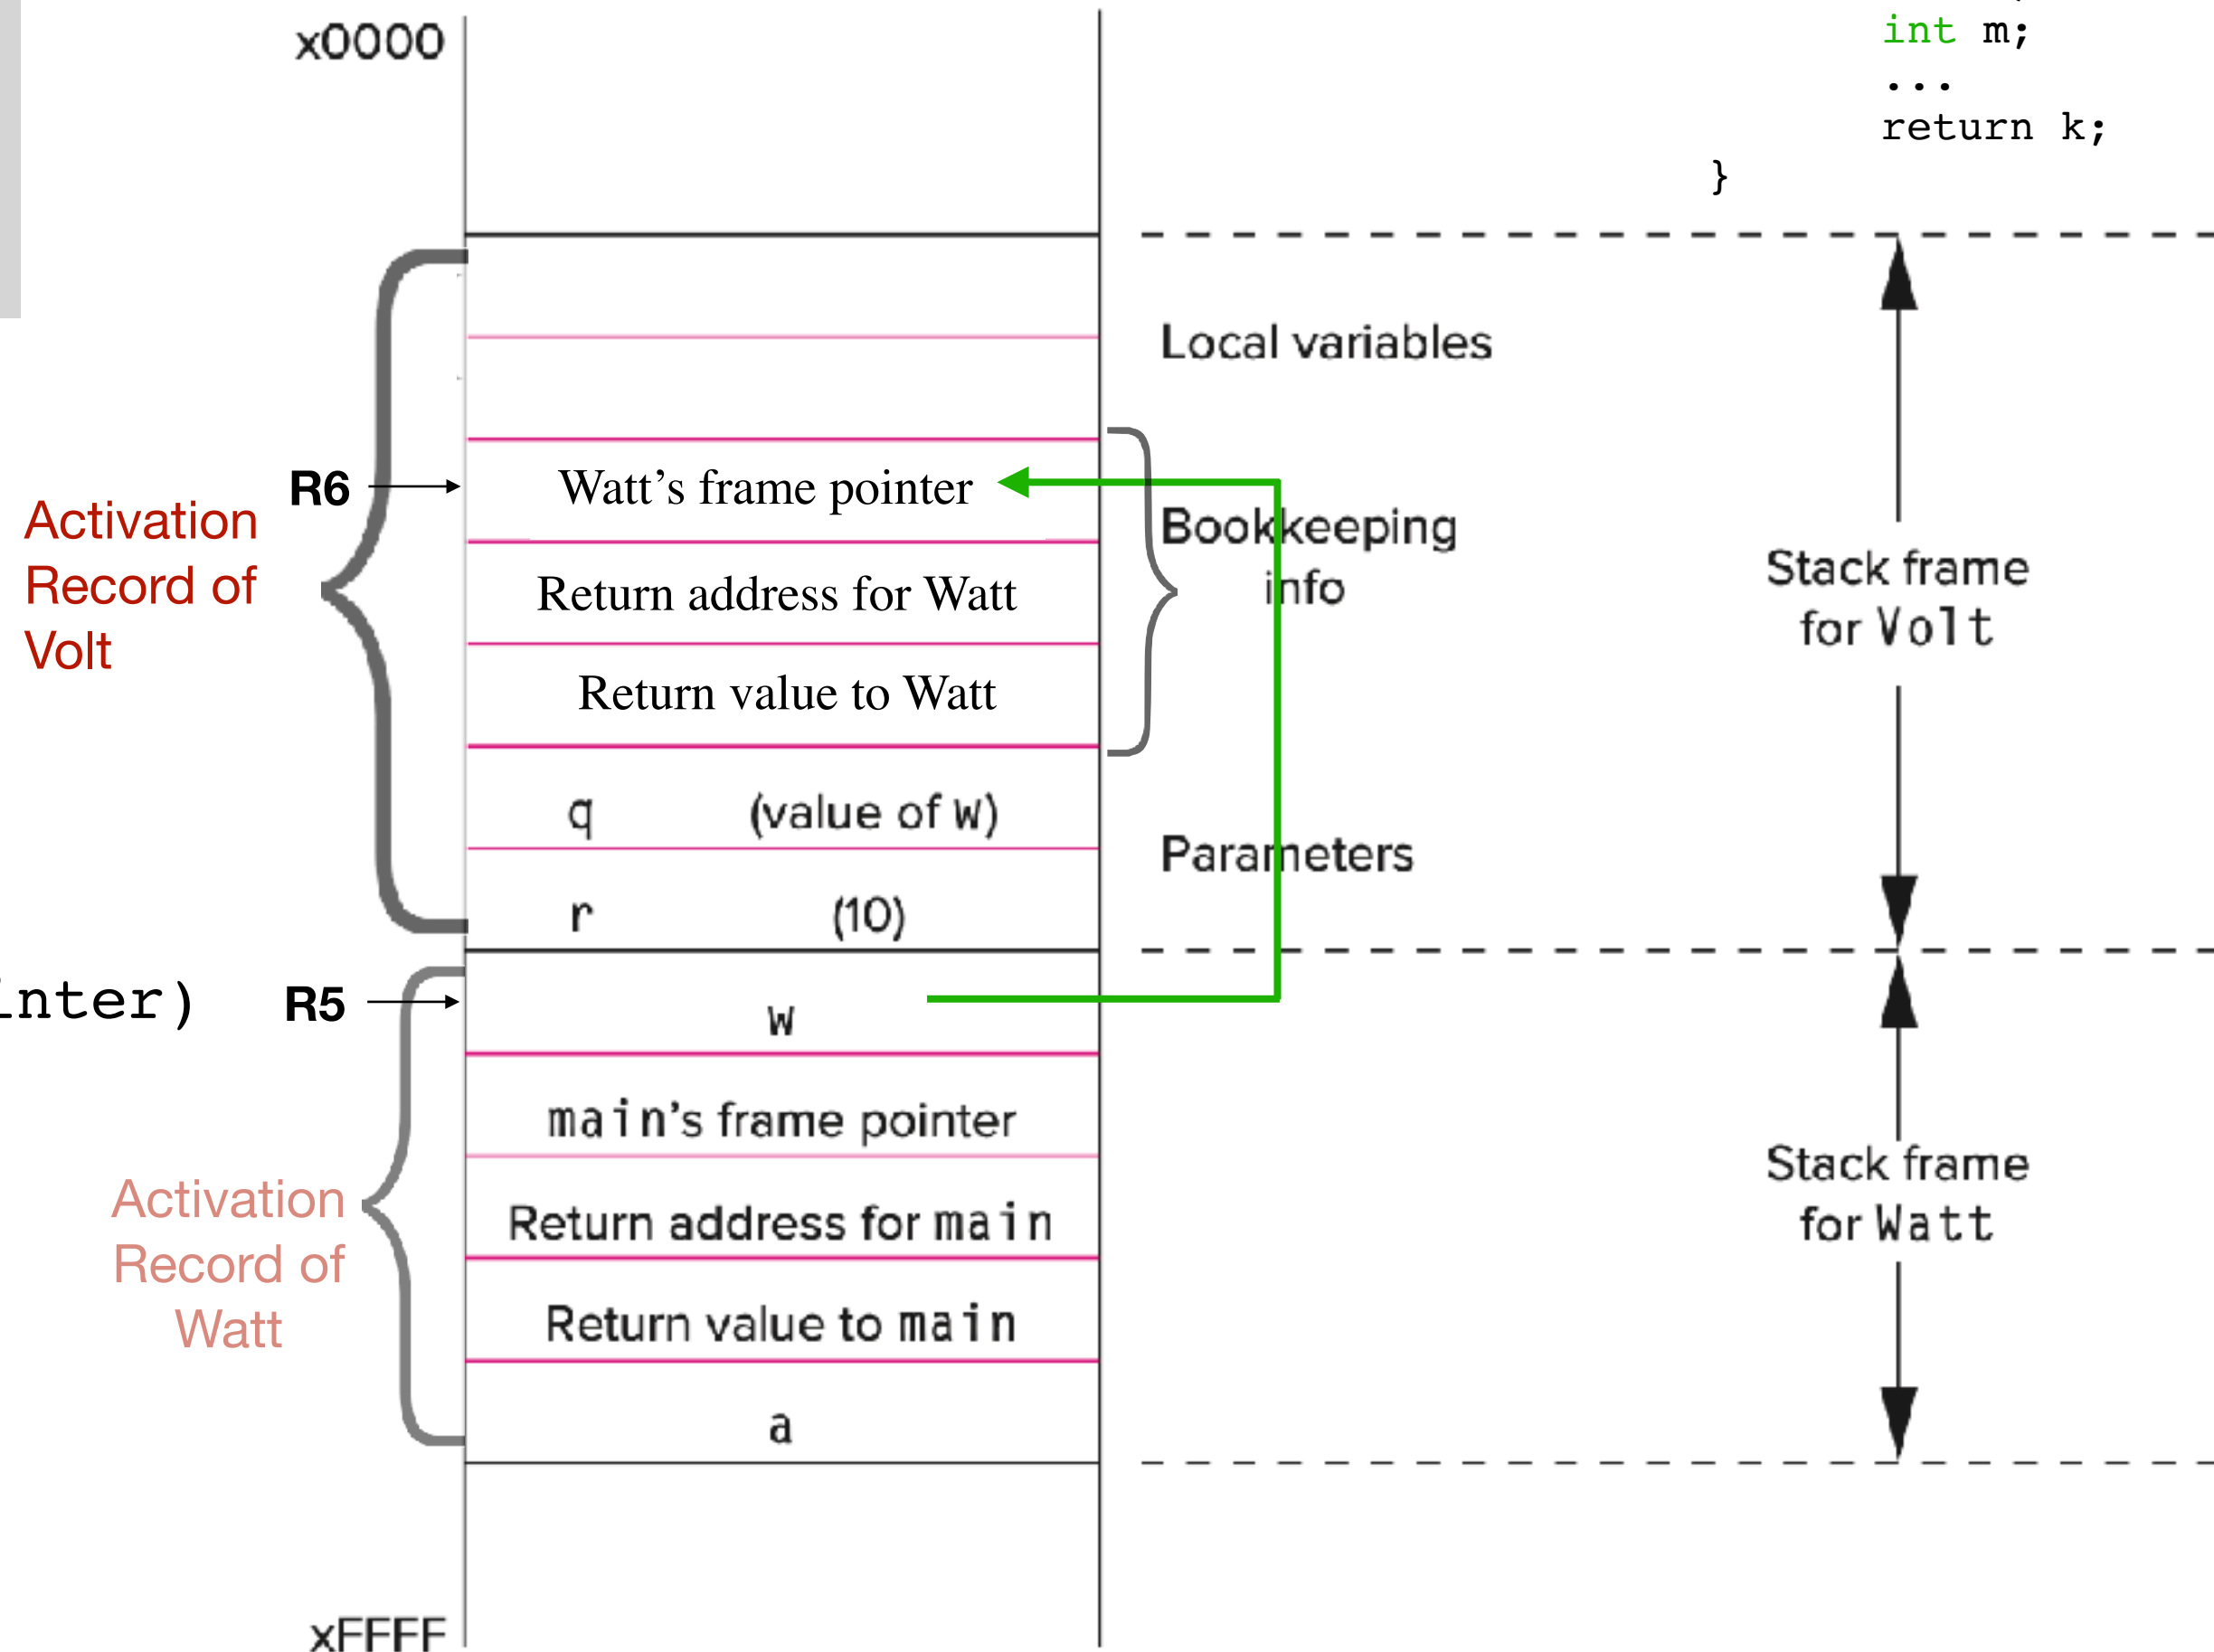 x0000
int m;
...
return k;
}
Local variables
R6
Watt's frame pointer
Activation
Record of
Volt
Bookkeeping
info
Return address for Watt
Stack frame
for Volt
Return value to Watt
q (value of w)
Parameters
r (10)
nter)
R5
w
main's frame pointer
Activation
Record of
Watt
Return address for main
Stack frame
for Watt
Return value to main
a
xFFFF